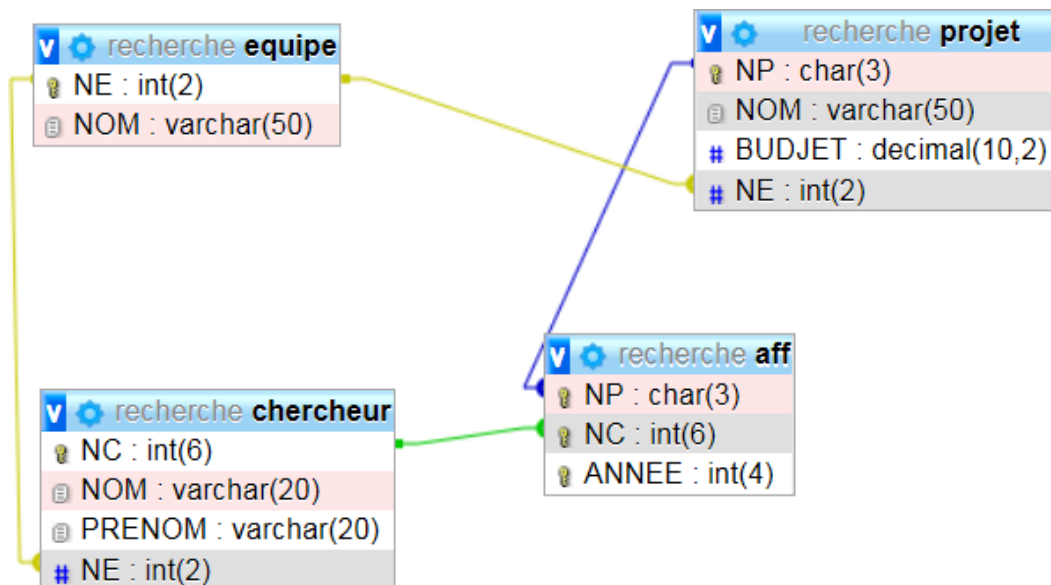 v recherche equipe
NE : int(2)
NOM : varchar(50)
v recherche projet
NP : char(3)
NOM : varchar(50)
# BUDJET : decimal(10,2)
# NE : int(2)
v recherche aff
NP : char(3)
NC : int(6)
ANNEE : int(4)
v recherche chercheur
NC : int(6)
NOM : varchar(20)
PRENOM : varchar(20)
# NE : int(2)